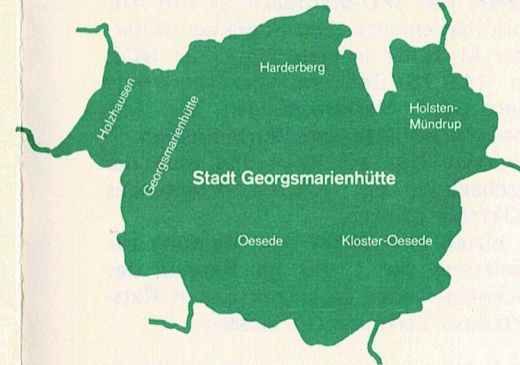 Harderberg
Holzhausen
Georgsmarienhütte
Holsten-
Mündrup
Stadt Georgsmarienhütte
Oesede
Kloster-Oesede